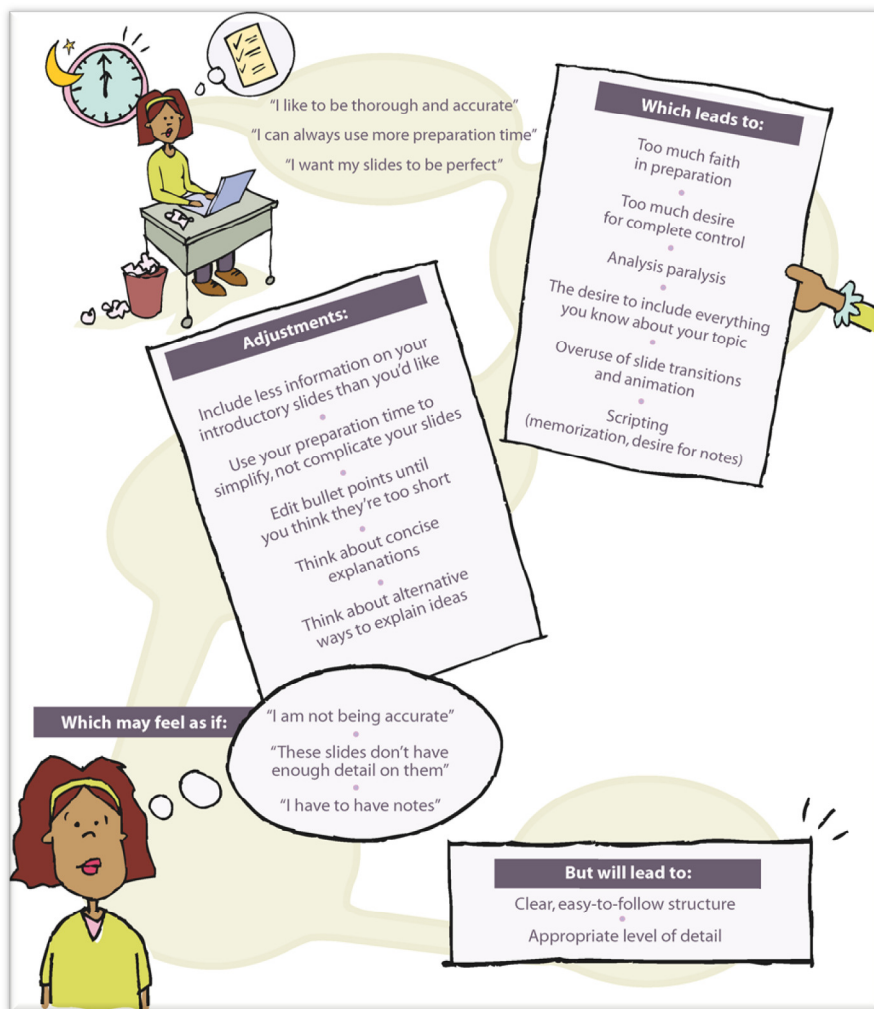 “I like to be thorough and accurate”
“I can always use more preparation time”
“I want my slides to be perfect”
Which leads to:
Too much faith
in preparation
•
Too much desire
for complete control
•
Analysis paralysis
•
The desire to include everything
you know about your topic
•
Overuse of slide transitions
and animation
•
Scripting
(memorization, desire for notes)
Adjustments:
Include less information on your
introductory slides than you’d like
•
Use your preparation time to
simplify, not complicate your slides
•
Edit bullet points until
you think they’re too short
•
Think about concise
explanations
•
Think about alternative
ways to explain ideas
Which may feel as if:
“I am not being accurate”
•
“These slides don’t have
enough detail on them”
•
“I have to have notes”
But will lead to:
Clear, easy-to-follow structure
•
Appropriate level of detail